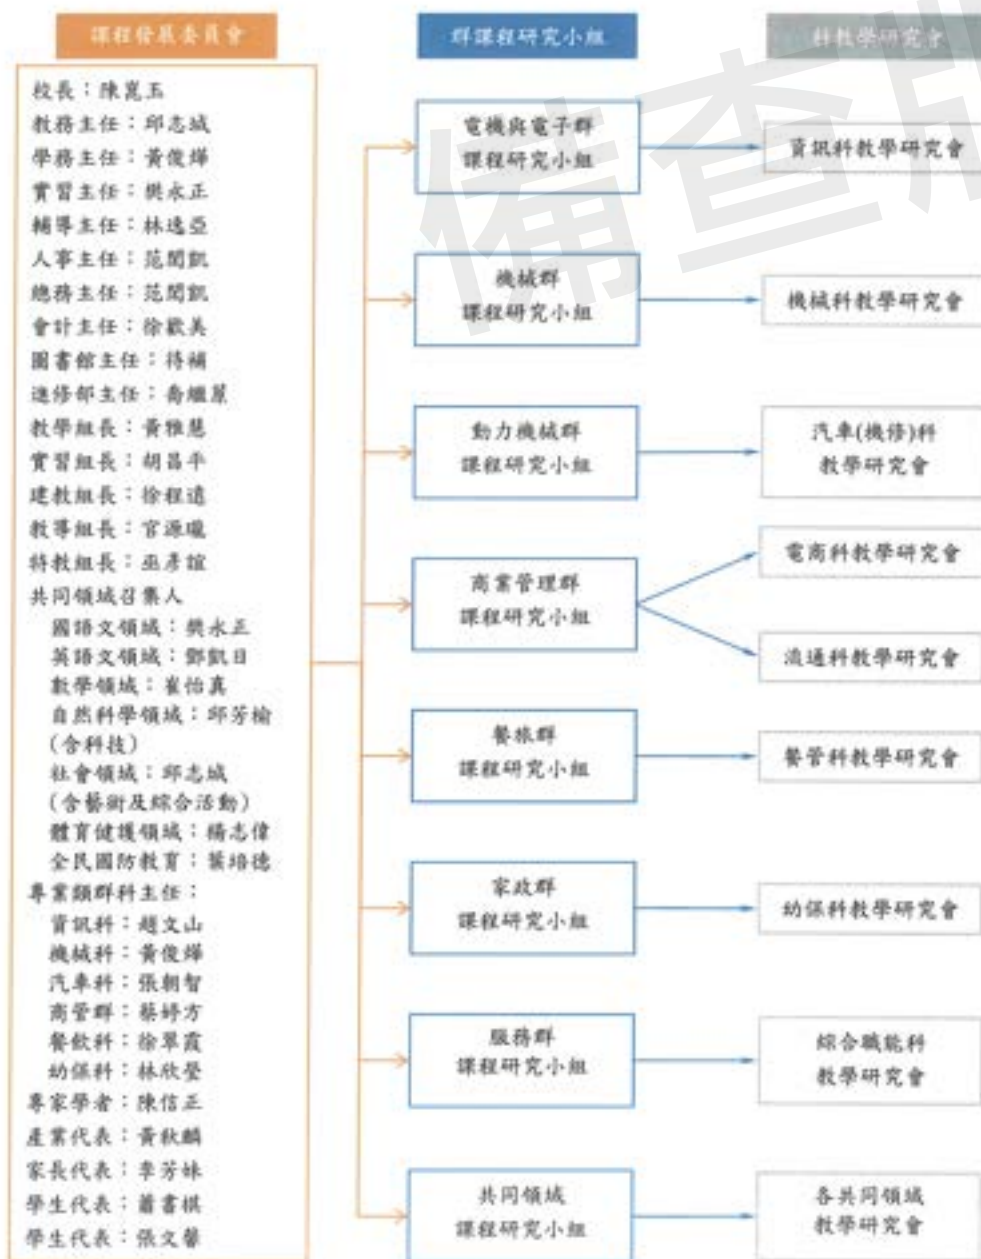 課程發展委員會
校長：陳崑玉
教務主任：邱志城
學務主任：黃俊燁
實習主任：樊永正
輔導主任：林逸亞
人事主任：范閎凱
總務主任：范閎凱
會計主任：徐歡美
圖書館主任：待補
進修部主任：喬繼
教學組長：黃雅慧
實習組長：胡昌平
建教組長：徐程遠
教導組長：官源
特教組長：巫彥誼
共同領域召集人
國語文領域：樊永正
英語文領域：鄧凱日
數學領域：崔怡真
自然科學領域：邱芳榆
(含科技)
社會領域：邱志城
(含藝術及綜合活動)
體育健護領域：楊志偉
全民國防教育：葉培德
專業類群科主任：
資訊科：趙文山
機械科：黃俊燁
汽車科：張朝智
商管群：蔡婷方
餐飲科：徐翠霞
幼保科：林欣瑩
專家學者：陳信正
產業代表：黃秋麟
家長代表：李芳妹
學生代表：蕭書棋
學生代表：張文馨
群課程研究小組
電機與電子群
課程研究小組
機械群
課程研究小組
動力機械群
課程研究小組
商業管理群
課程研究小組
餐旅群
課程研究小組
家政群
課程研究小組
服務群
課程研究小組
共同領域
課程研究小組
科教學研究會
資訊科教學研究會
機械科教學研究會
汽車(機修)科
教學研究會
電商科教學研究會
流通科教學研究會
餐管科教學研究會
幼保科教學研究會
綜合職能科
教學研究會
各共同領域
教學研究會
備查版